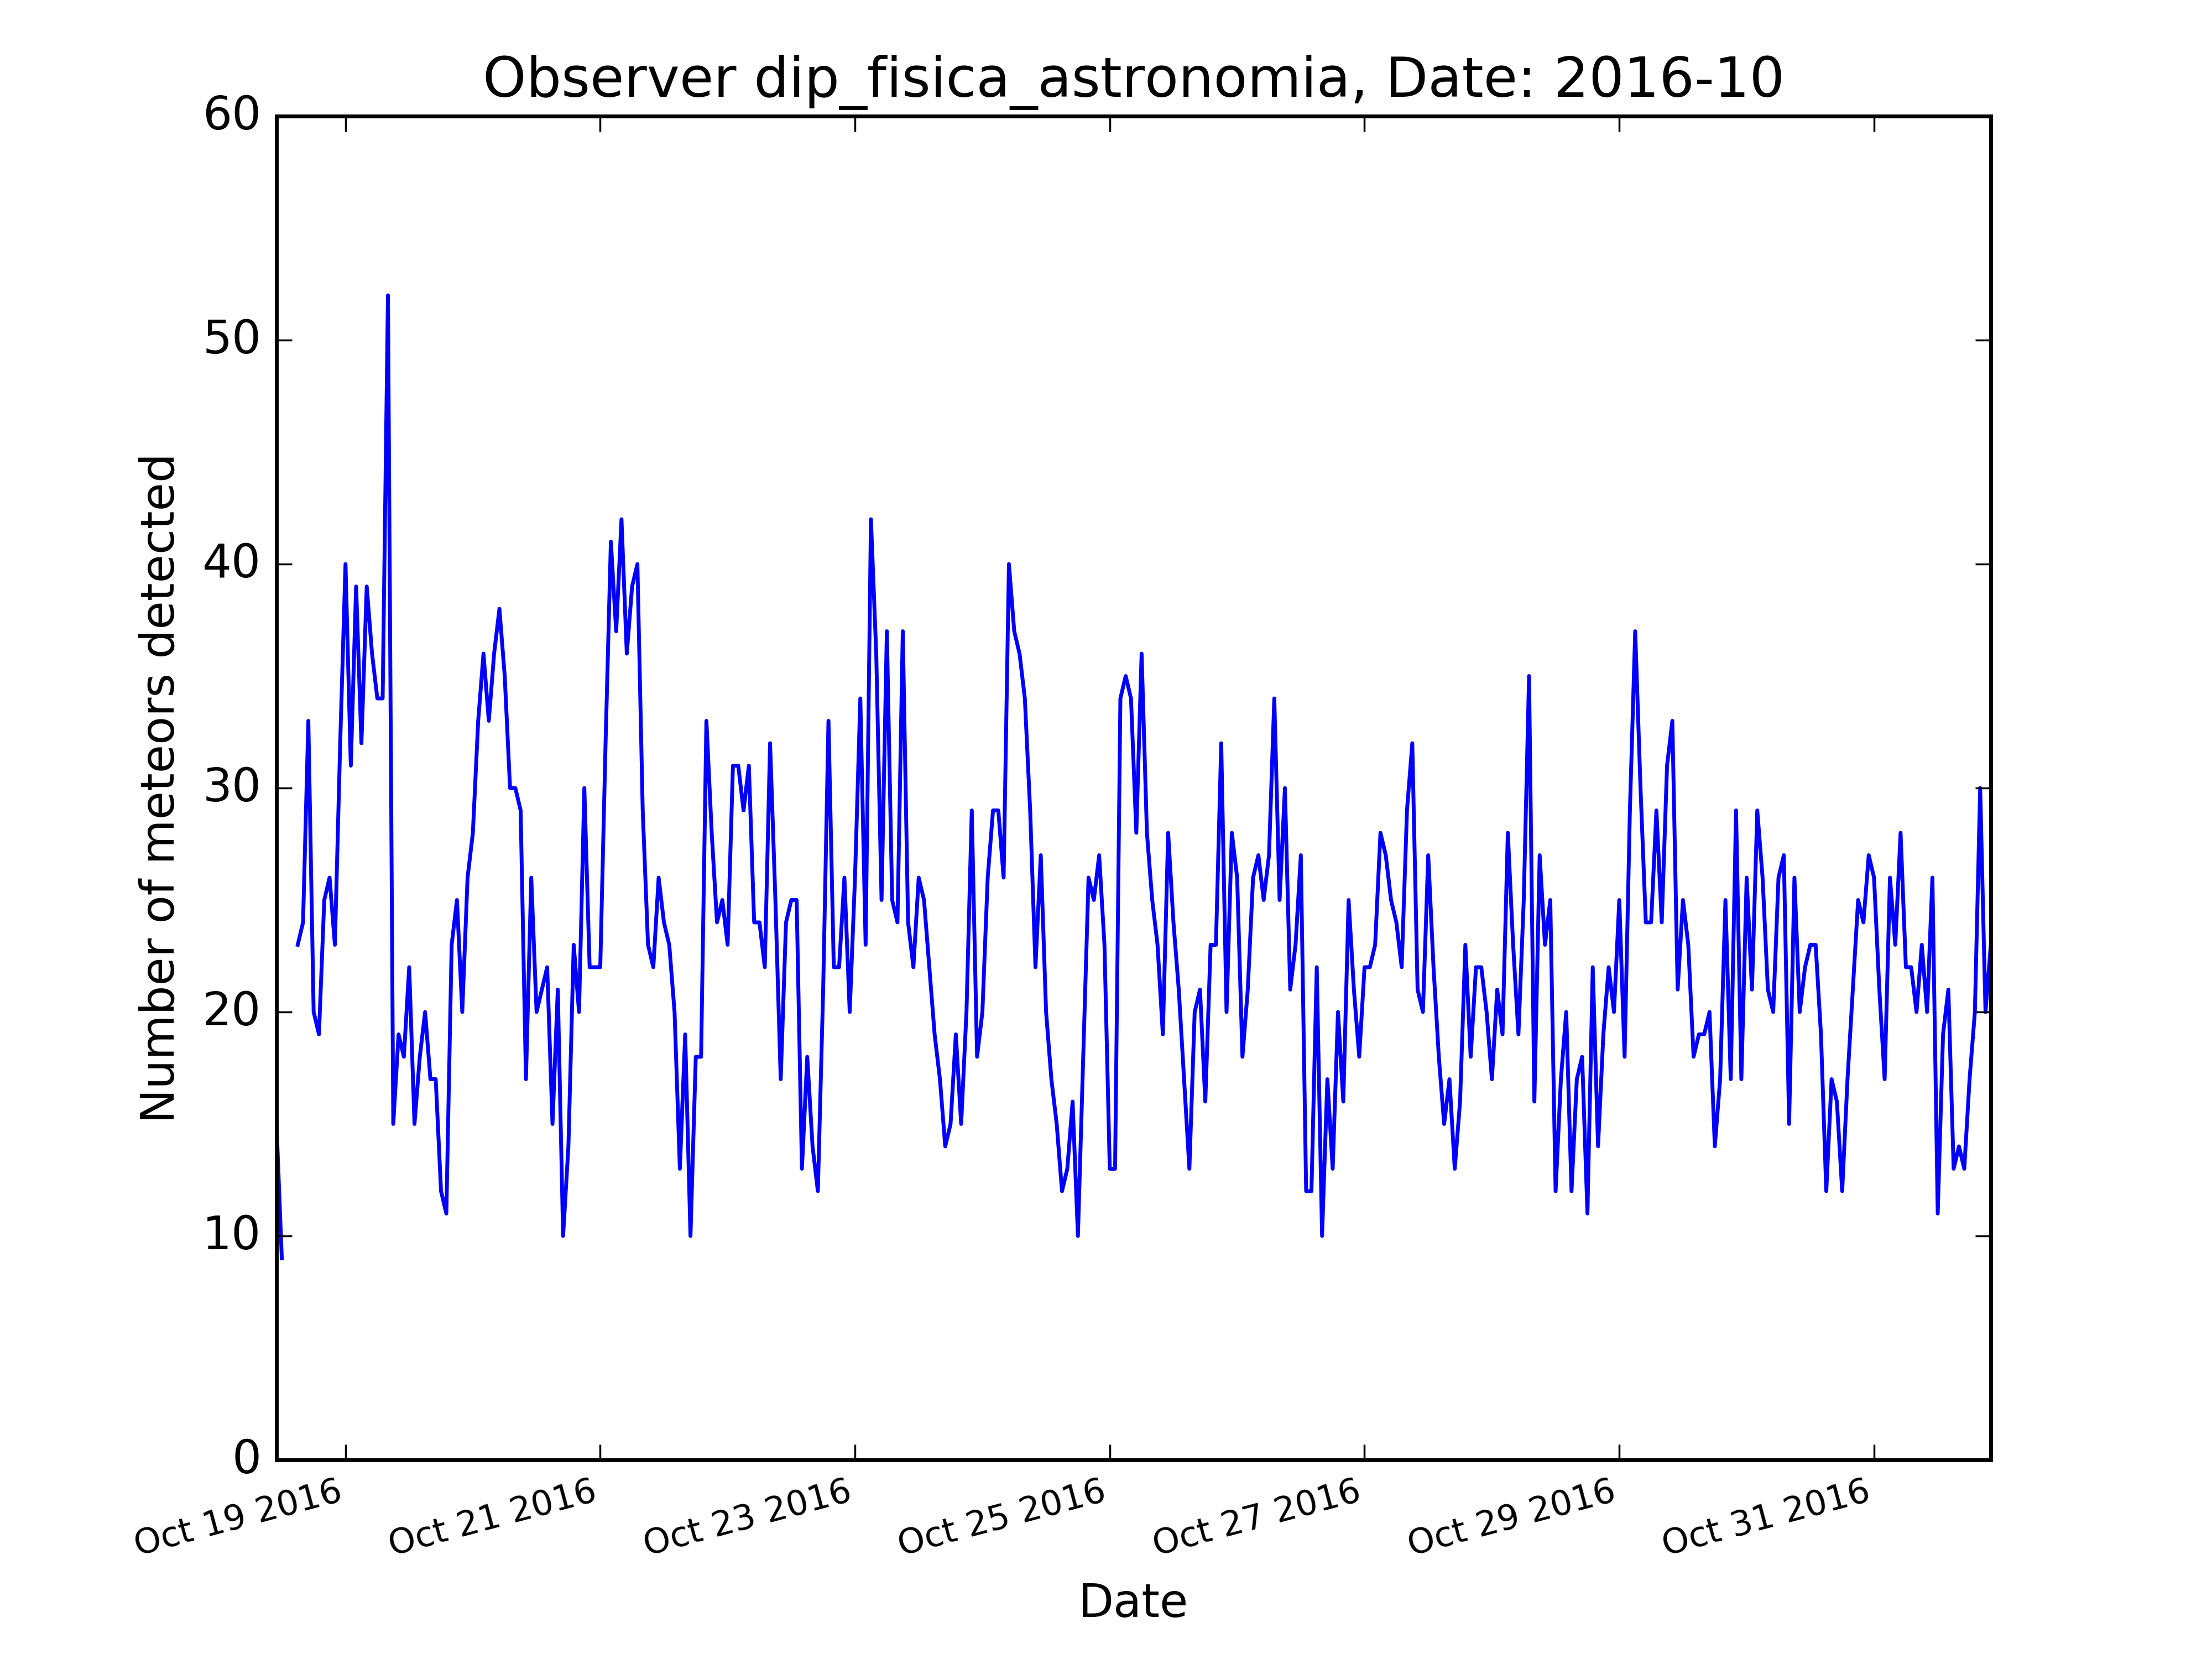 Observer dip_fisica_astronomia, Date: 2016-10
60
50
40
30
20
10
0
Number of meteors detected
Oct 19 2016
Oct 21 2016
Oct 23 2016
Oct 25 2016
Oct 27 2016
Oct 29 2016
Oct 31 2016
Date